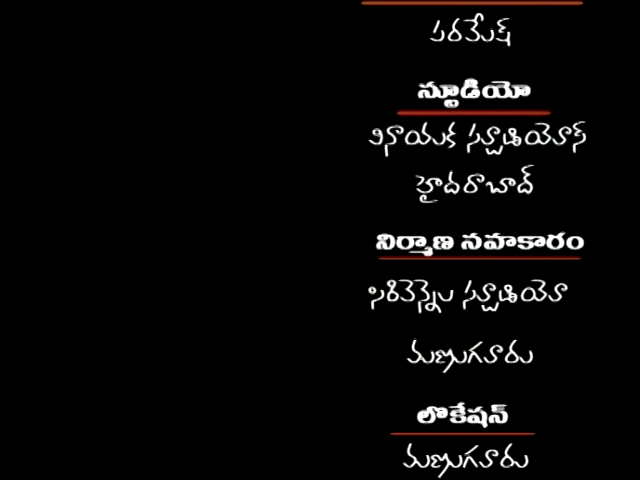 పరమేష్
స్టూడియో
వినాయక స్టూడియోస్
హైదరాబాద్
నిర్మాణ సహకారం
సిరివెన్నెల స్టూడియో
మణుగూరు
లొకేషన్
మణుగూరు